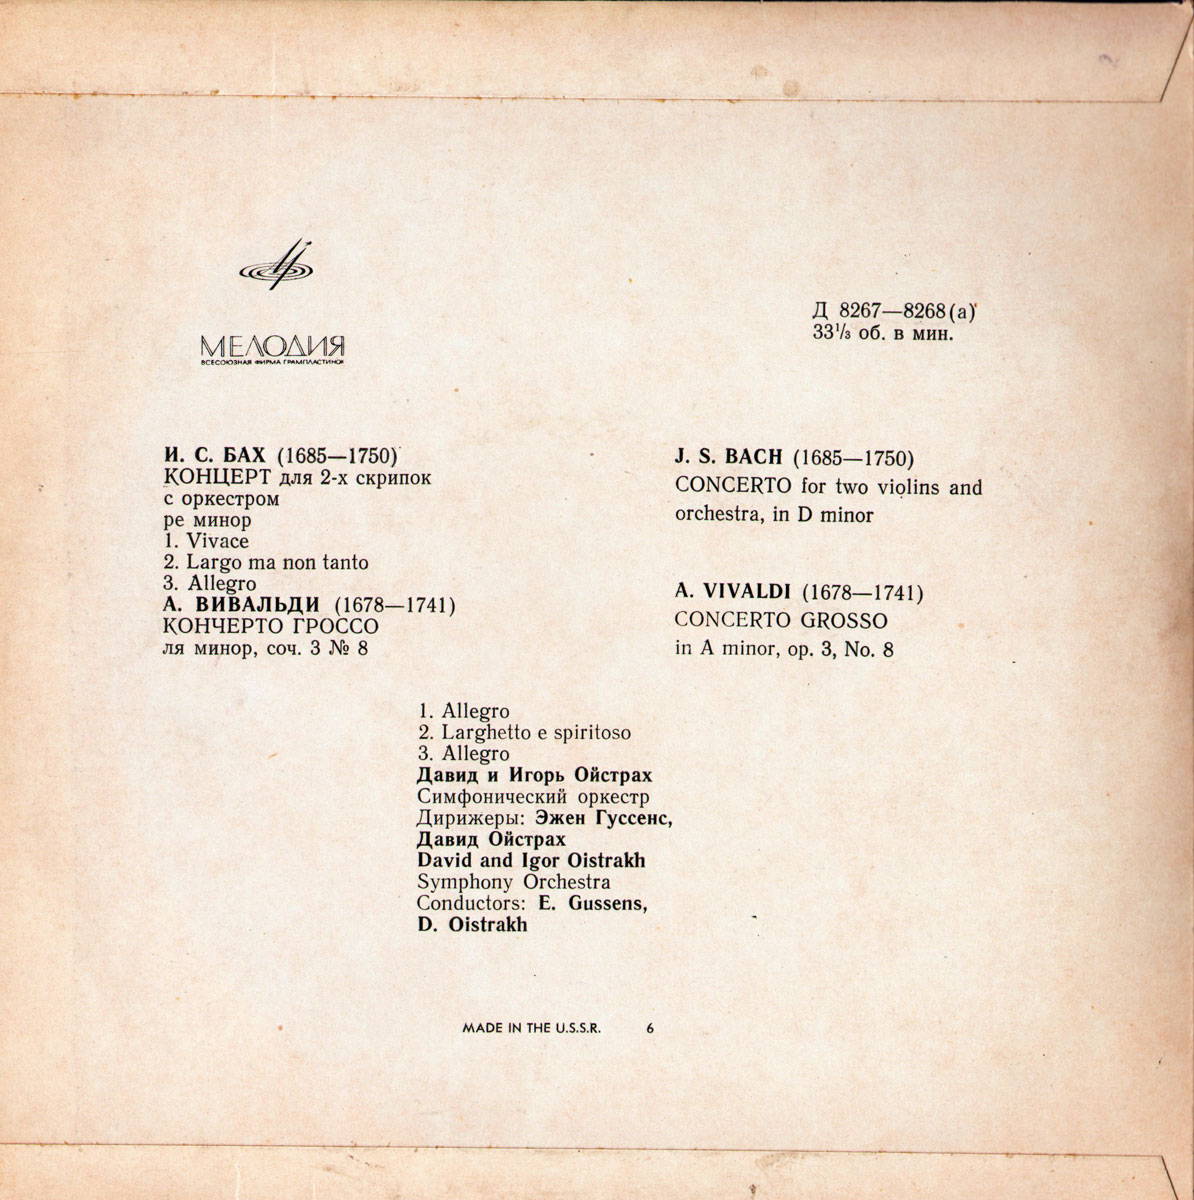 МЕЛОДИЯ
ВСЕСОЮЗНАЯ ФИРМА ГРАМПЛАСТИНОК
Д 8267—8268(а)
33⅓ об. в мин.
И. С. БАХ (1685—1750)
КОНЦЕРТ для 2-х скрипок
с оркестром
ре минор
1. Vivace
2. Largo ma non tanto
3. Allegro
А. ВИВАЛЬДИ (1678—1741)
КОНЧЕРТО ГРОССО
ля минор, соч. 3 № 8
J. S. BACH (1685—1750)
CONCERTO for two violins and
orchestra, in D minor
A. VIVALDI (1678—1741)
CONCERTO GROSSO
in A minor, op. 3, No. 8
1. Allegro
2. Larghetto e spiritoso
3. Allegro
Давид и Игорь Ойстрах
Симфонический оркестр
Дирижеры: Эжен Гуссенс,
Давид Ойстрах
David and Igor Oistrakh
Symphony Orchestra
Conductors: E. Gussens,
D. Oistrakh
MADE IN THE U.S.S.R. 6